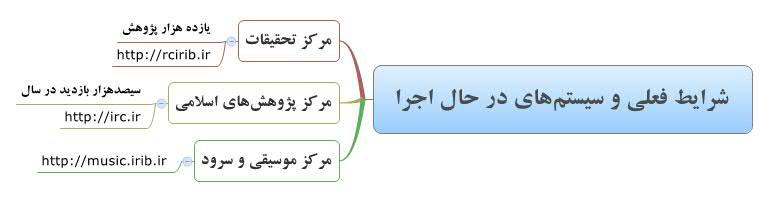 شرایط فعلی و سیستم‌های در حال اجرا
مرکز تحقیقات
یازده هزار پژوهش
http://rcirib.ir
مرکز پژوهش‌های اسلامی
سیصدهزار بازدید در سال
http://irc.ir
مرکز موسیقی و سرود
http://music.irib.ir